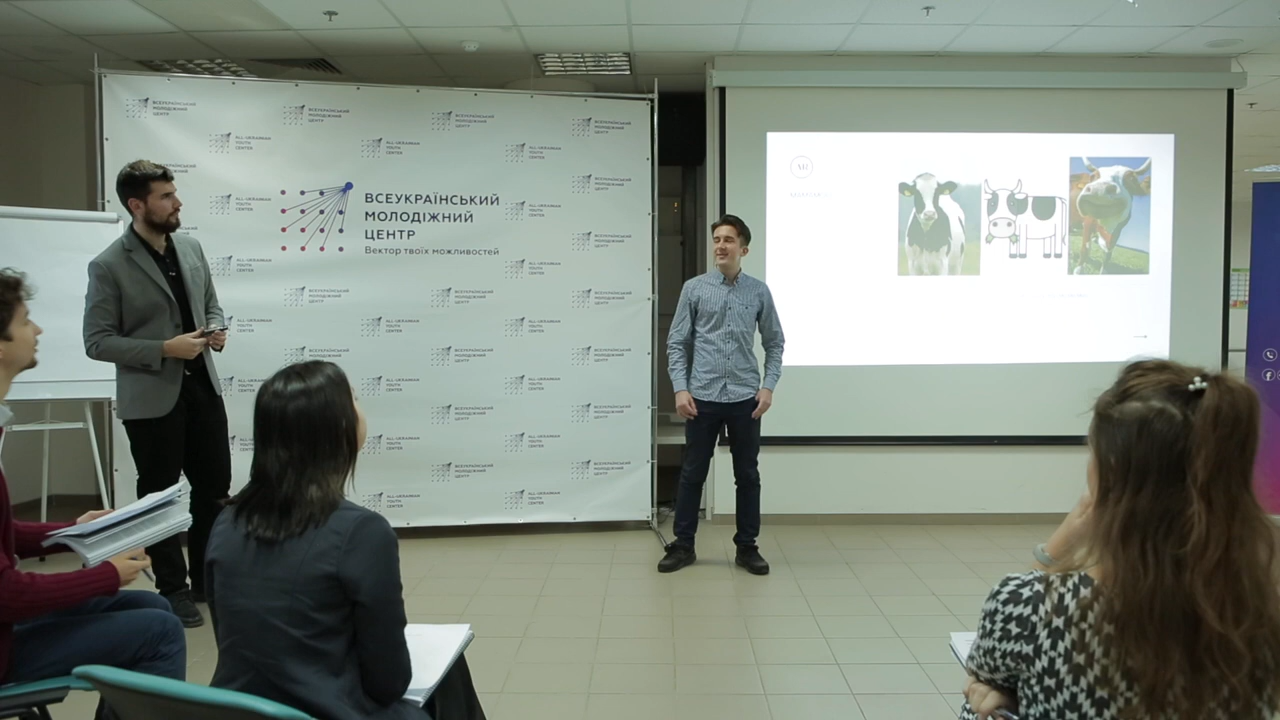 ВСЕУКРАЇНСЬКИЙ
МОЛОДІЖНИЙ
ЦЕНТР
Вектор твоїх можливостей
ВСЕУКРАЇНСЬКИЙ
МОЛОДІЖНИЙ
ЦЕНТР
ALL-UKRAINIAN
YOUTH
CENTER